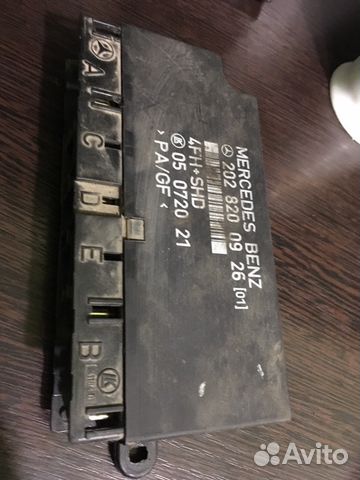 MERCEDES BENZ
202 820 09 26 [01]
4FH+SHD
05 0720 21
>PA/GF<
A
C
D
E
B
K
Avito